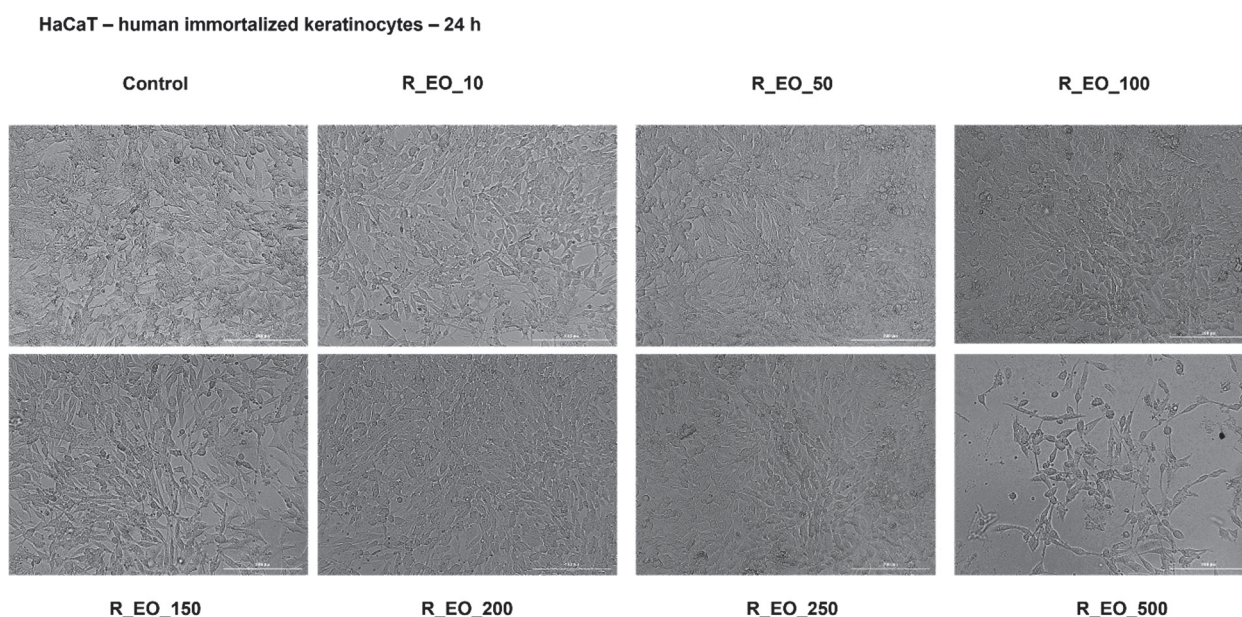 HaCaT – human immortalized keratinocytes – 24 h
Control R_EO_10 R_EO_50 R_EO_100
R_EO_150 R_EO_200 R_EO_250 R_EO_500